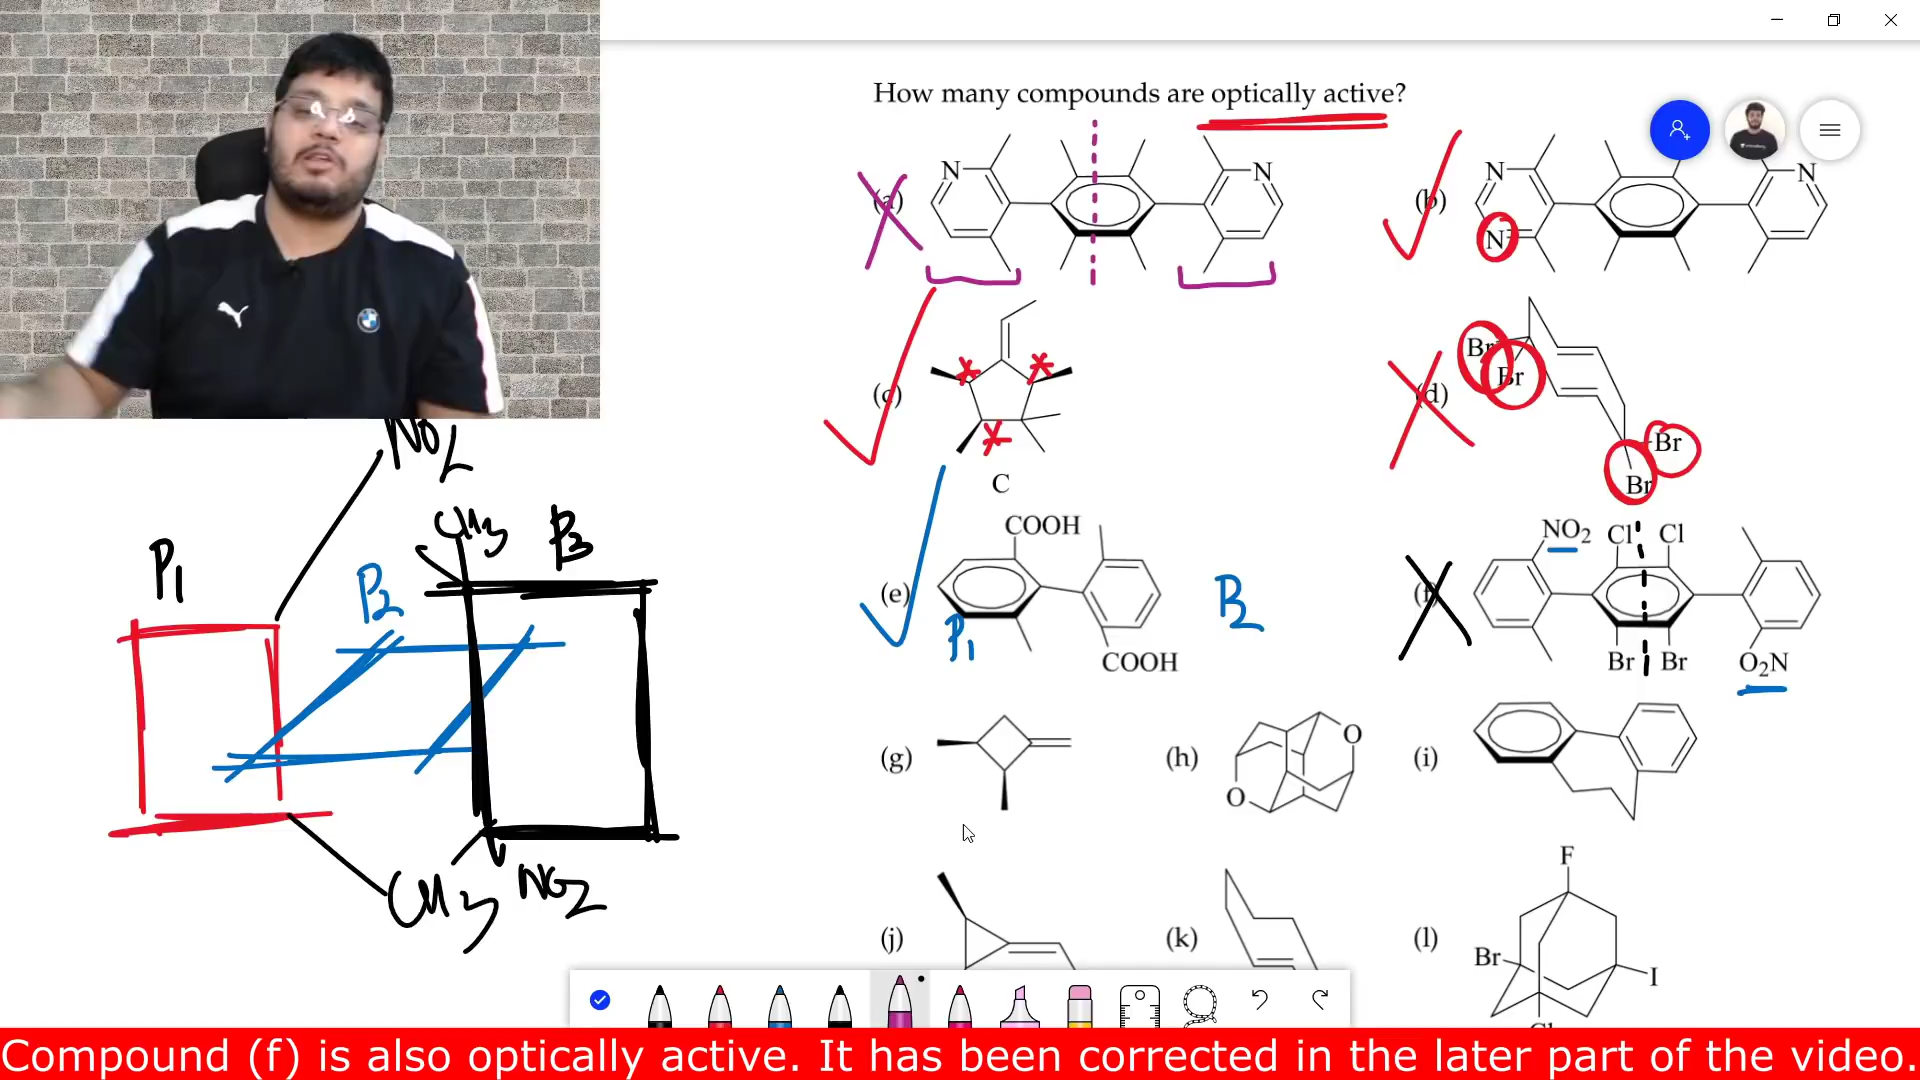 How many compounds are optically active?
(a) N N
(b) N N N
(c)
C
(d) Br Br Br Br
(e) COOH COOH
P1 P2
(f) NO2 Cl Cl Br Br O2N
(g)
(h) O O
(i)
(j)
(k)
(l) F Br I Cl
NO2
P1
P2
CH3
P3
CH3
NO2
Compound (f) is also optically active. It has been corrected in the later part of the video.